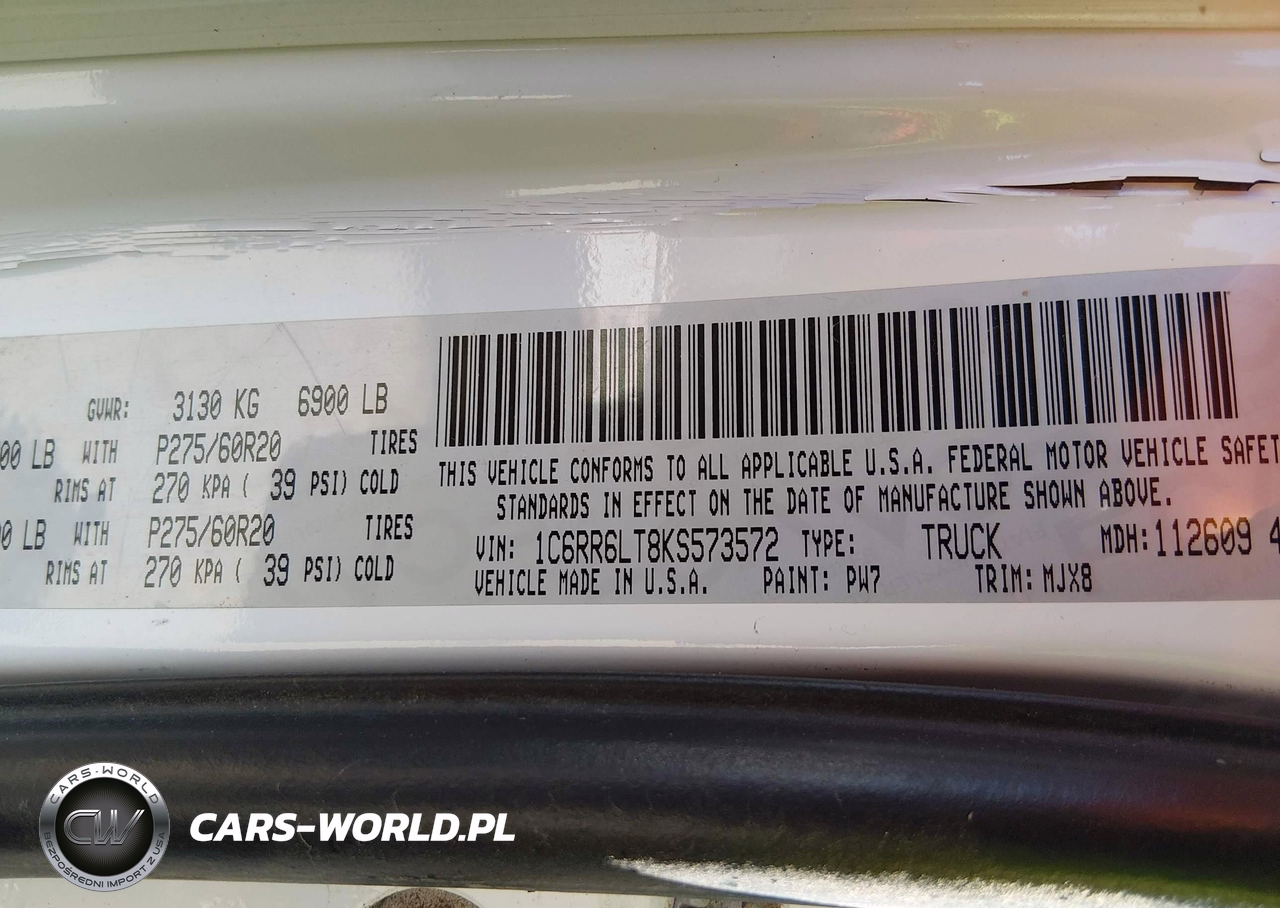 GVWR: 3130 KG 6900 LB
00 LB WITH P275/60R20 TIRES
RIMS AT 270 KPA ( 39 PSI) COLD
0 LB WITH P275/60R20 TIRES
RIMS AT 270 KPA ( 39 PSI) COLD
THIS VEHICLE CONFORMS TO ALL APPLICABLE U.S.A. FEDERAL MOTOR VEHICLE SAFET
STANDARDS IN EFFECT ON THE DATE OF MANUFACTURE SHOWN ABOVE.
VIN: 1C6RR6LT8KS573572 TYPE: TRUCK MDH:112609 4
VEHICLE MADE IN U.S.A. PAINT: PW7 TRIM: MJX8
CARS-WORLD
CW
BEZPOŚREDNI IMPORT Z USA
CARS-WORLD.PL